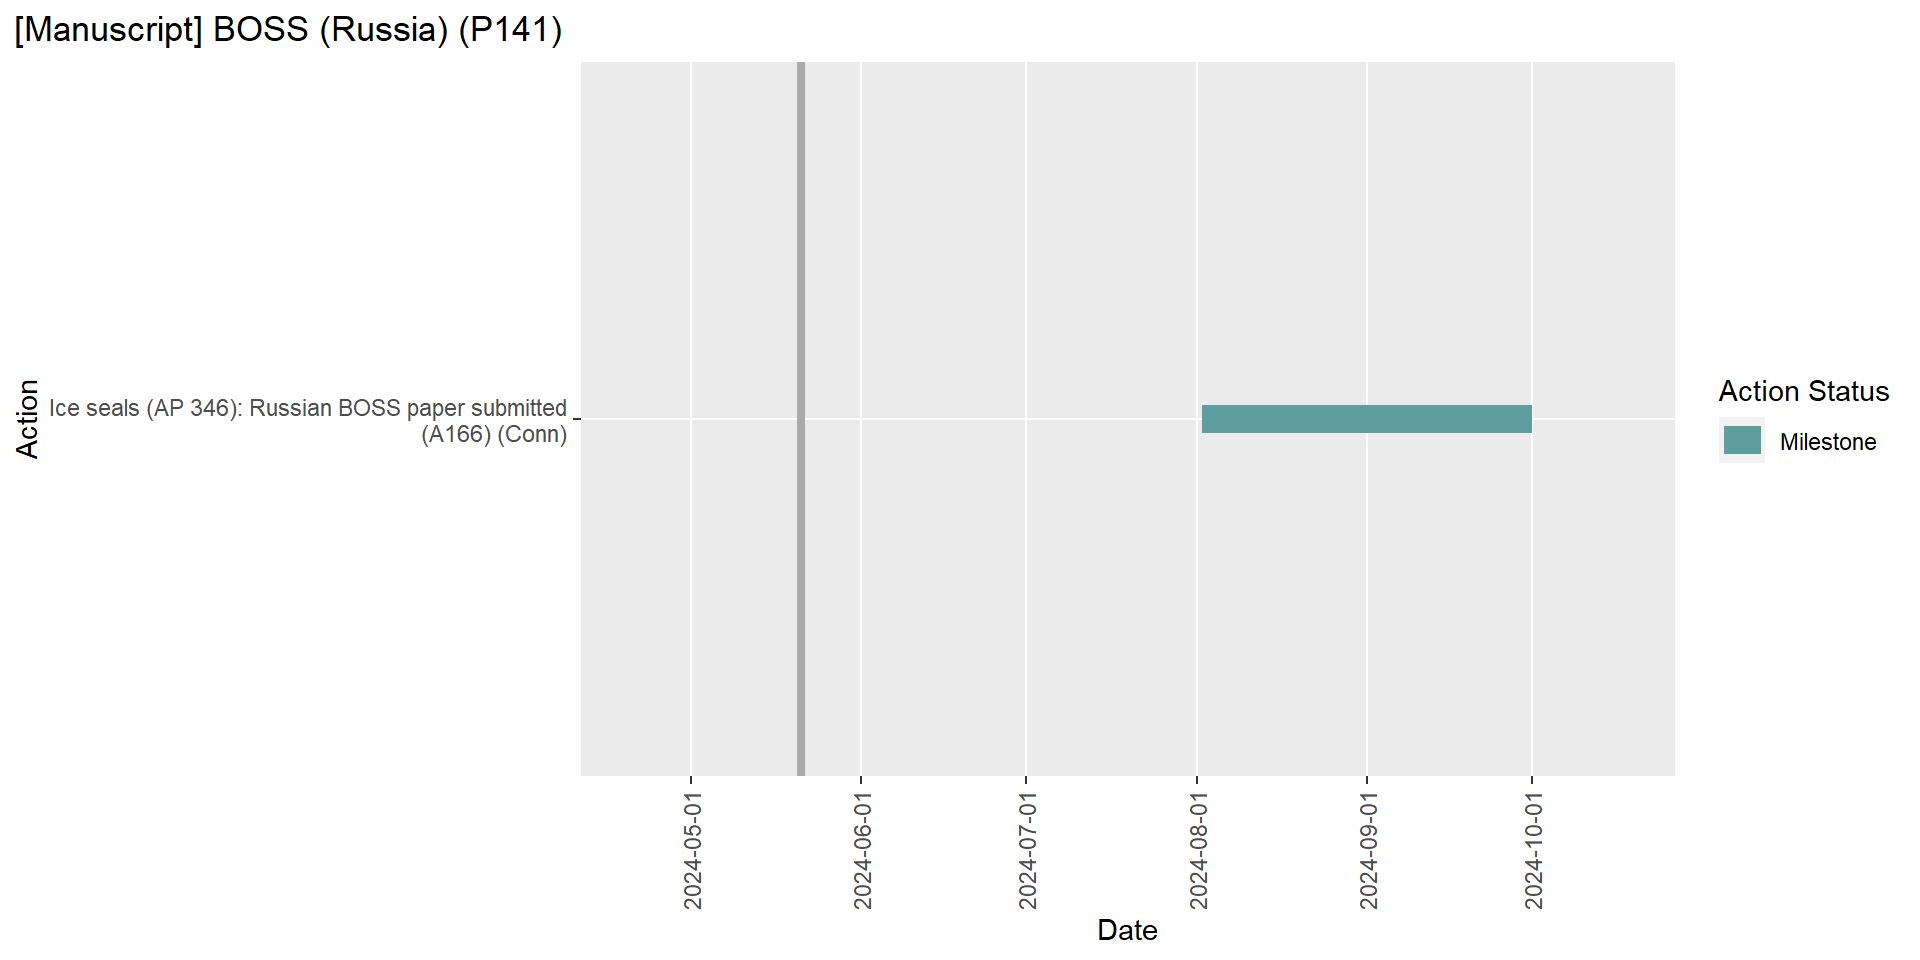 [Manuscript] BOSS (Russia) (P141)
Action
Ice seals (AP 346): Russian BOSS paper submitted
(A166) (Conn)
2024-05-01
2024-06-01
2024-07-01
2024-08-01
2024-09-01
2024-10-01
Date
Action Status
Milestone